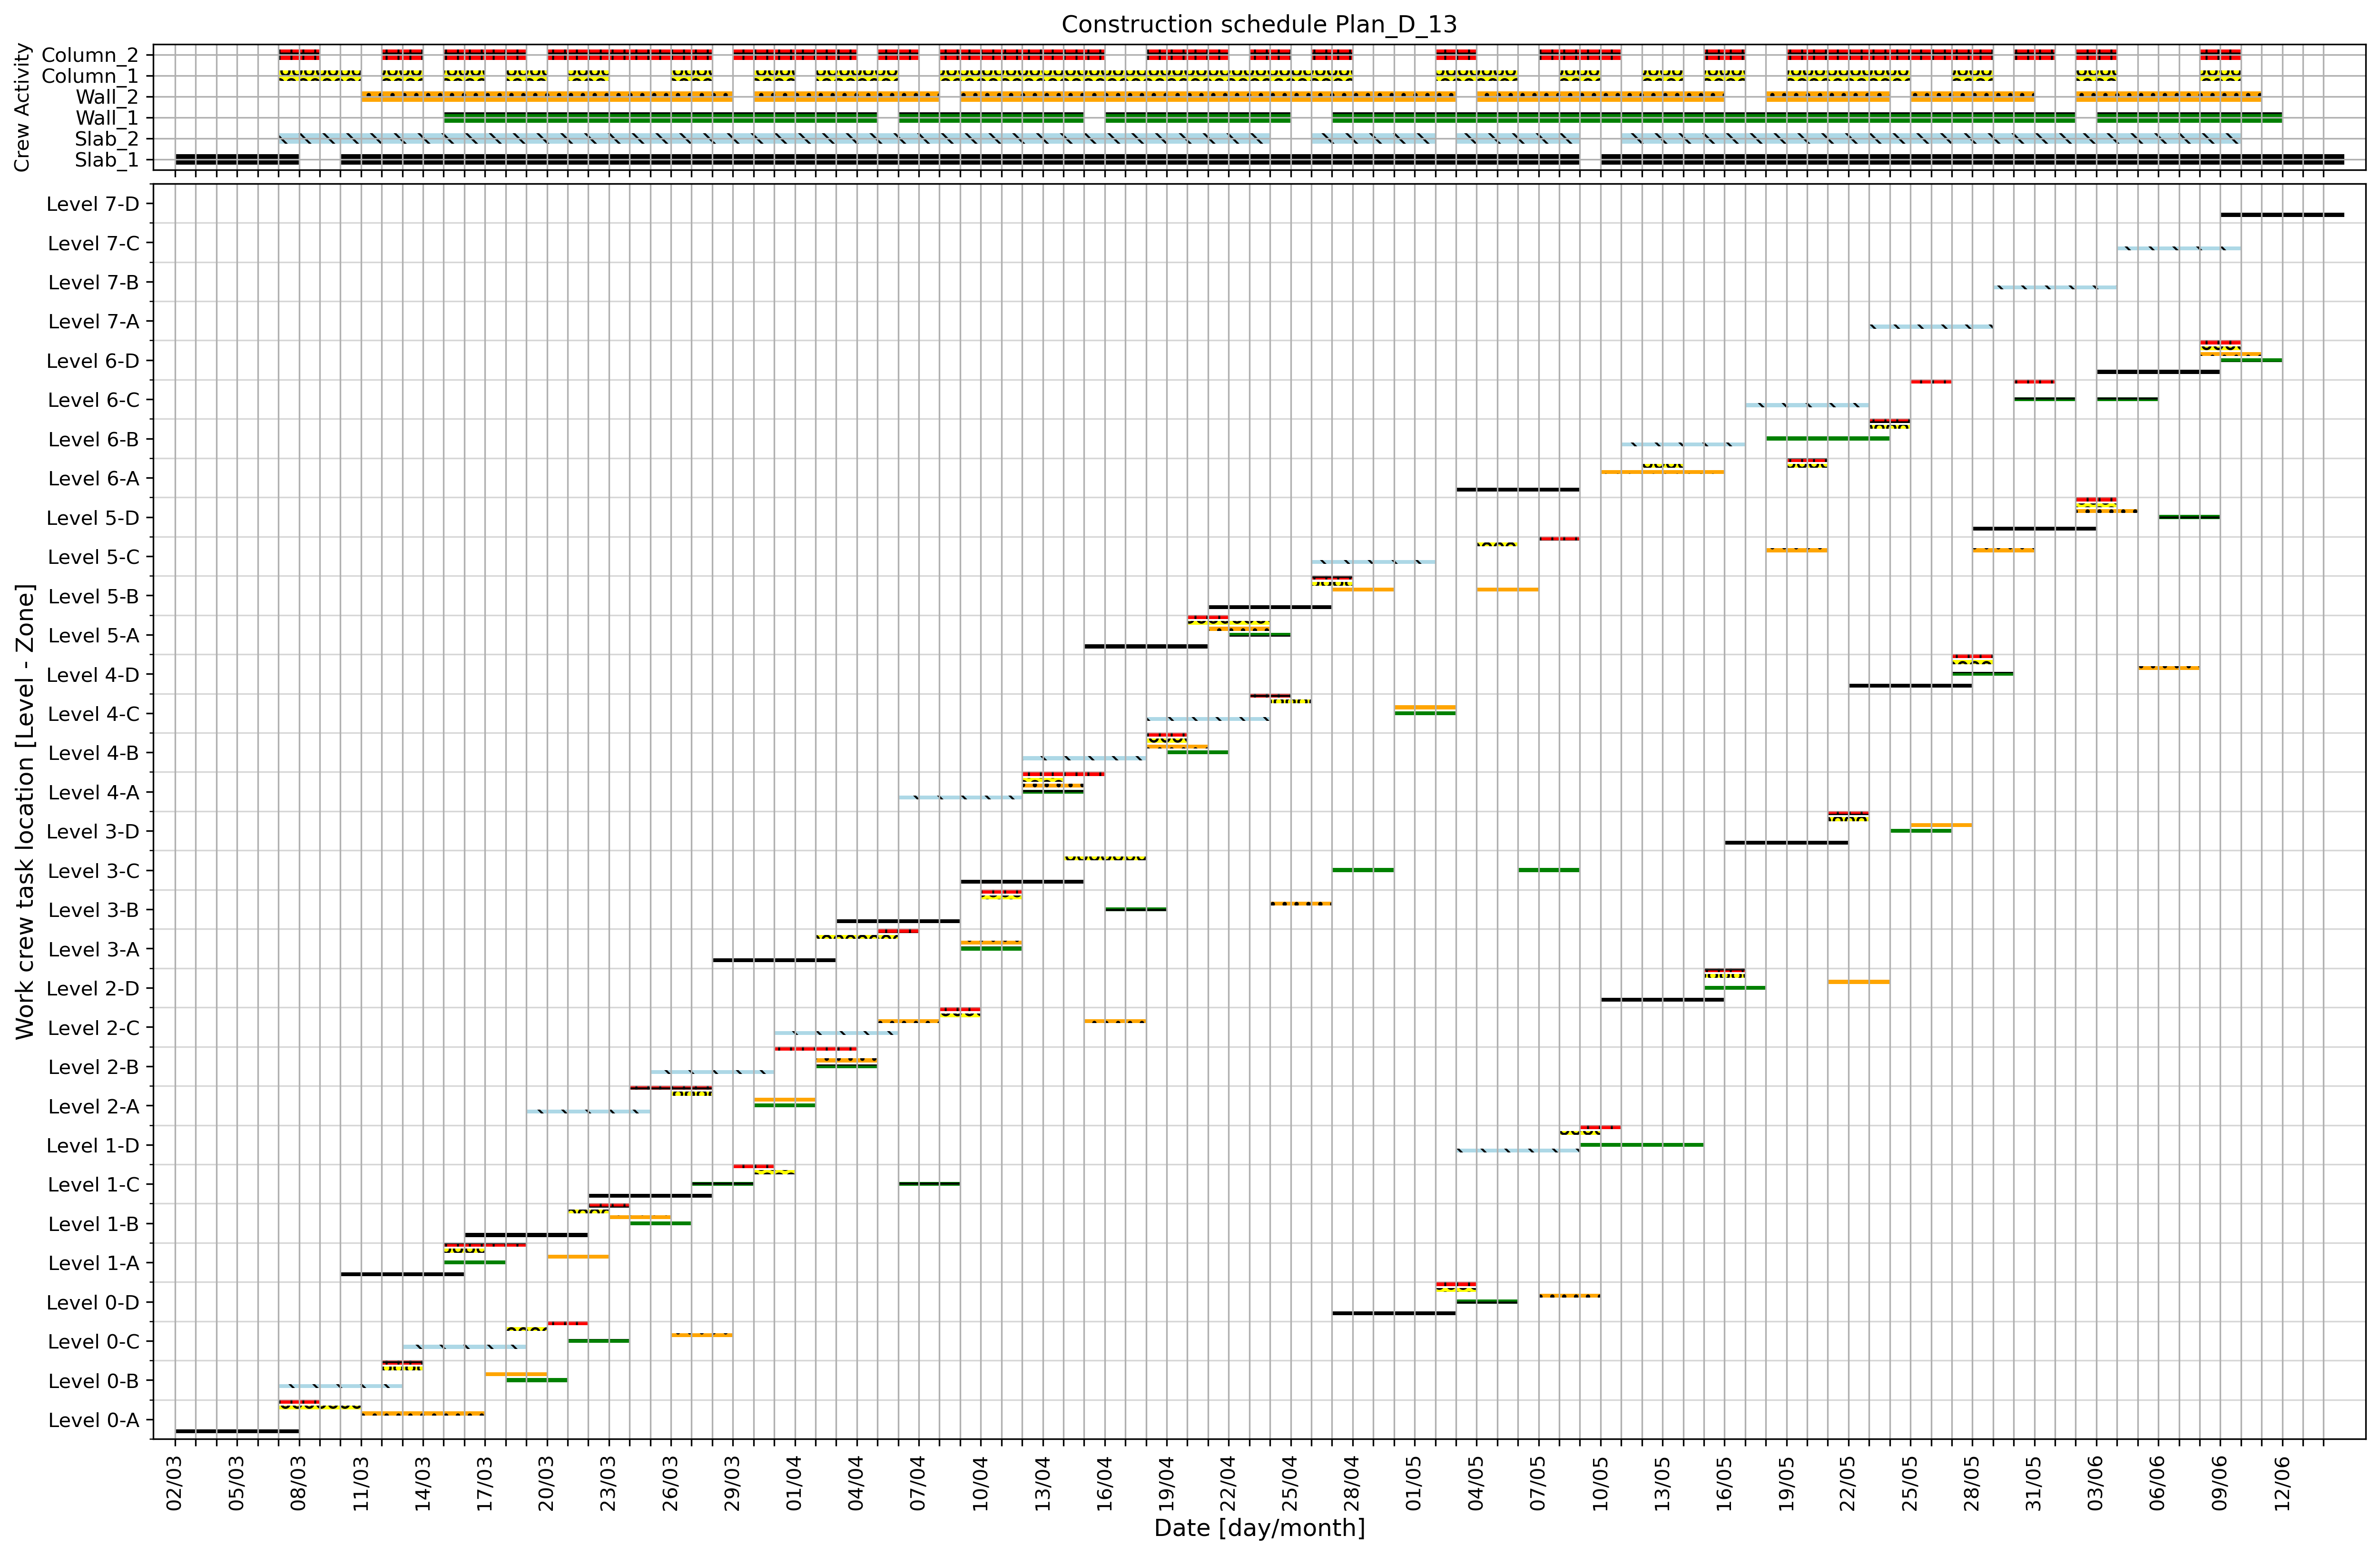 Construction schedule Plan_D_13
Crew Activity
Column_2
Column_1
Wall_2
Wall_1
Slab_2
Slab_1
Work crew task location [Level - Zone]
Level 7-D
Level 7-C
Level 7-B
Level 7-A
Level 6-D
Level 6-C
Level 6-B
Level 6-A
Level 5-D
Level 5-C
Level 5-B
Level 5-A
Level 4-D
Level 4-C
Level 4-B
Level 4-A
Level 3-D
Level 3-C
Level 3-B
Level 3-A
Level 2-D
Level 2-C
Level 2-B
Level 2-A
Level 1-D
Level 1-C
Level 1-B
Level 1-A
Level 0-D
Level 0-C
Level 0-B
Level 0-A
02/03 05/03 08/03 11/03 14/03 17/03 20/03 23/03 26/03 29/03 01/04 04/04 07/04 10/04 13/04 16/04 19/04 22/04 25/04 28/04 01/05 04/05 07/05 10/05 13/05 16/05 19/05 22/05 25/05 28/05 31/05 03/06 06/06 09/06 12/06
Date [day/month]